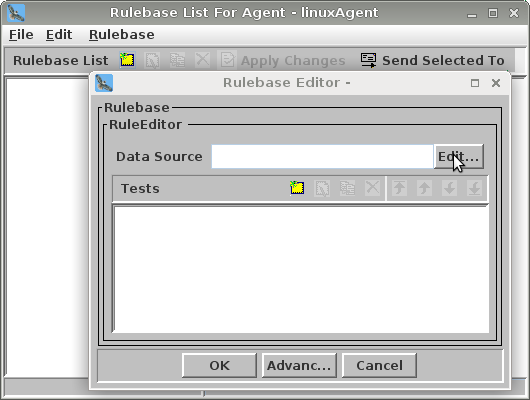 Rulebase List For Agent - linuxAgent
File Edit Rulebase
Rulebase List Apply Changes Send Selected To
Rulebase Editor -
Rulebase
RuleEditor
Data Source Edit...
Tests
OK Advanc... Cancel